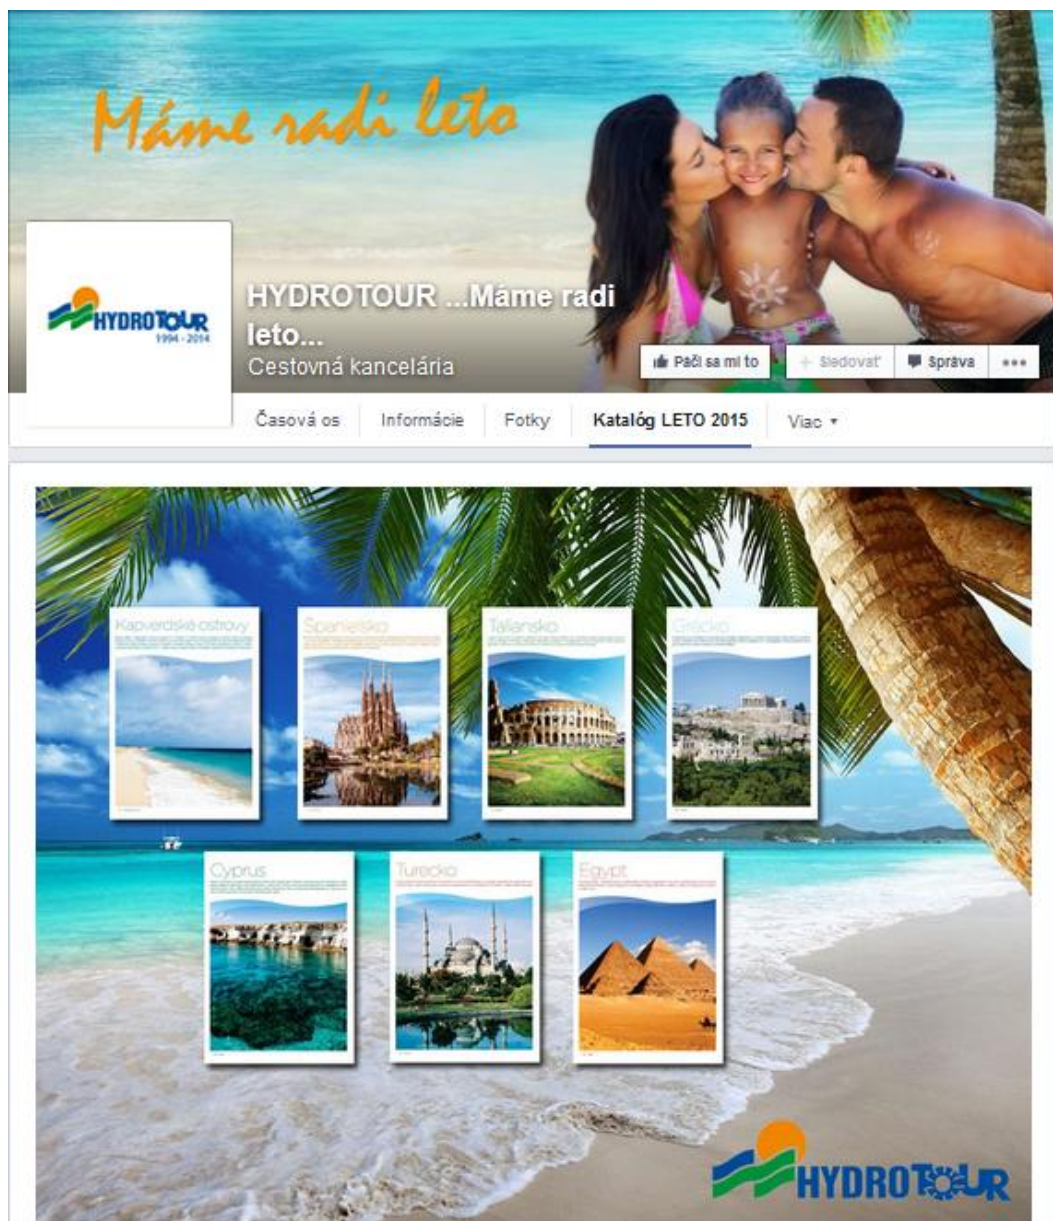 Máme radi leto
HYDROTOUR
1994 - 2014
HYDROTOUR ...Máme radi
leto...
Cestovná kancelária
Páči sa mi to
+ Sledovať
Správa
Časová os
Informácie
Fotky
Katalóg LETO 2015
Viac
Kapverdské ostrovy
Španielsko
Taliansko
Grécko
Cyprus
Turecko
Egypt
HYDROTOUR